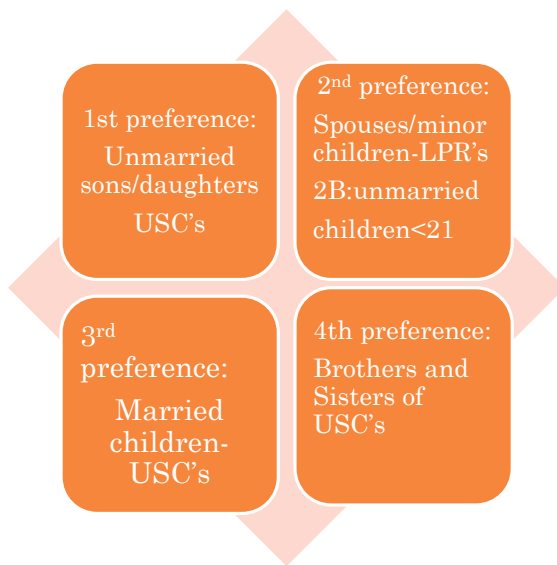 1st preference:
Unmarried
sons/daughters
USC's
2nd preference:
Spouses/minor
children-LPR's
2B:unmarried
children<21
3rd
preference:
Married
children-
USC's
4th preference:
Brothers and
Sisters of
USC's